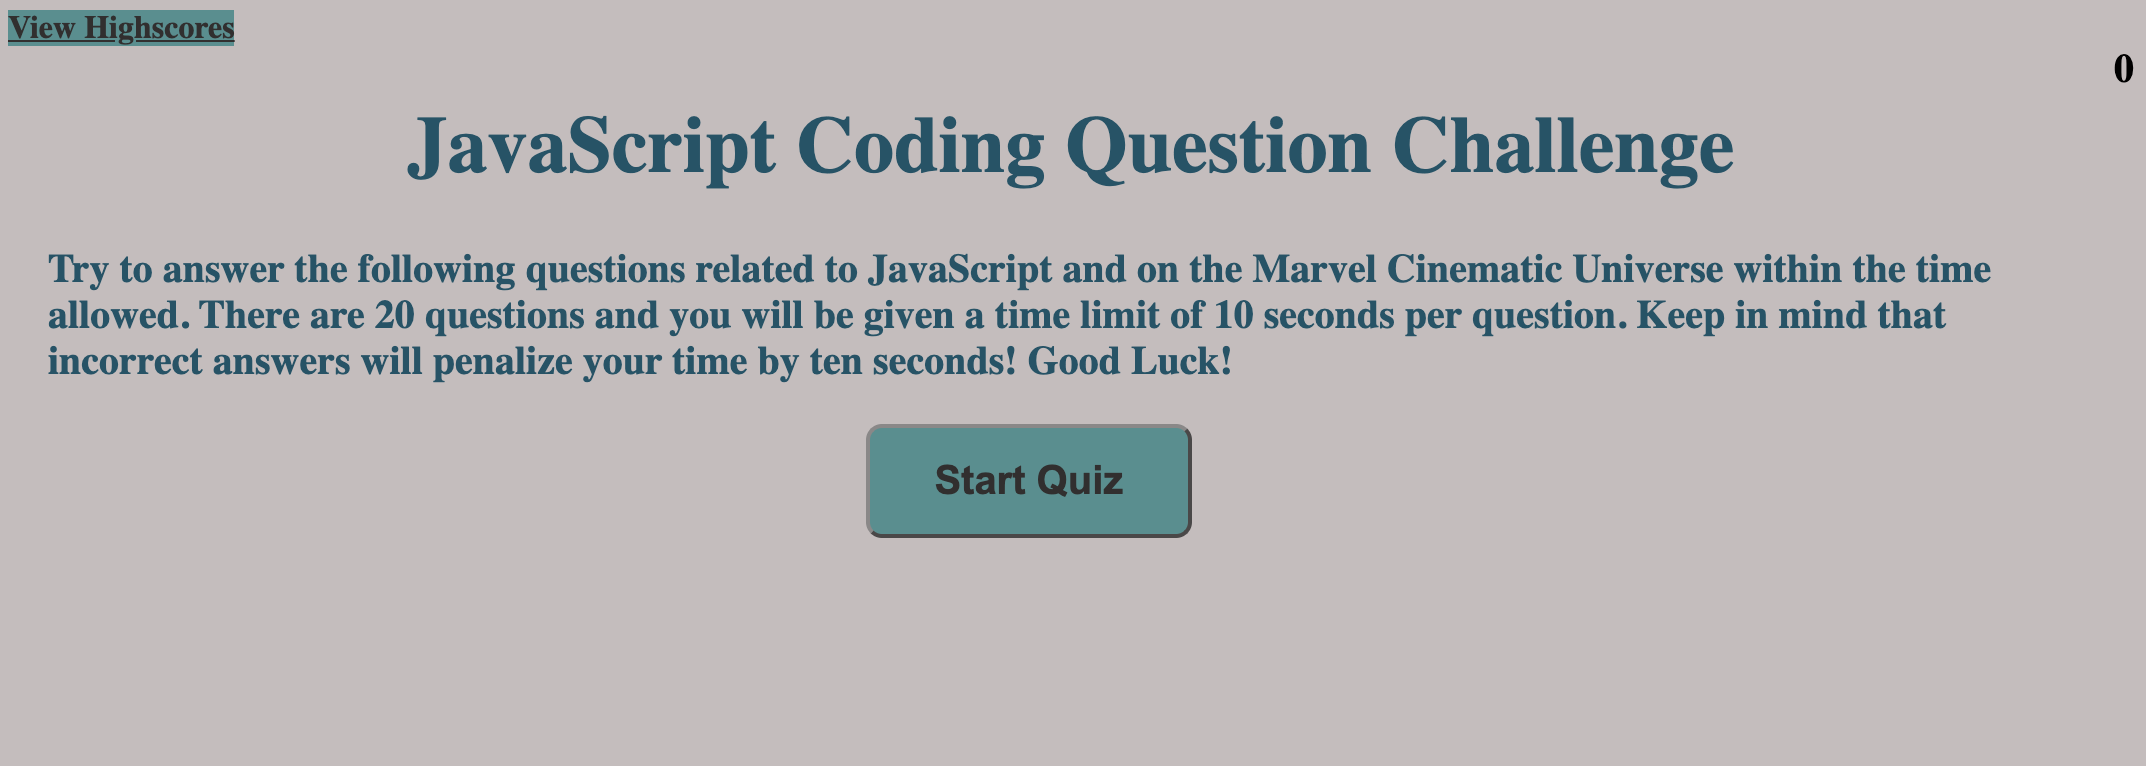 View Highscores
0
JavaScript Coding Question Challenge
Try to answer the following questions related to JavaScript and on the Marvel Cinematic Universe within the time
allowed. There are 20 questions and you will be given a time limit of 10 seconds per question. Keep in mind that
incorrect answers will penalize your time by ten seconds! Good Luck!
Start Quiz